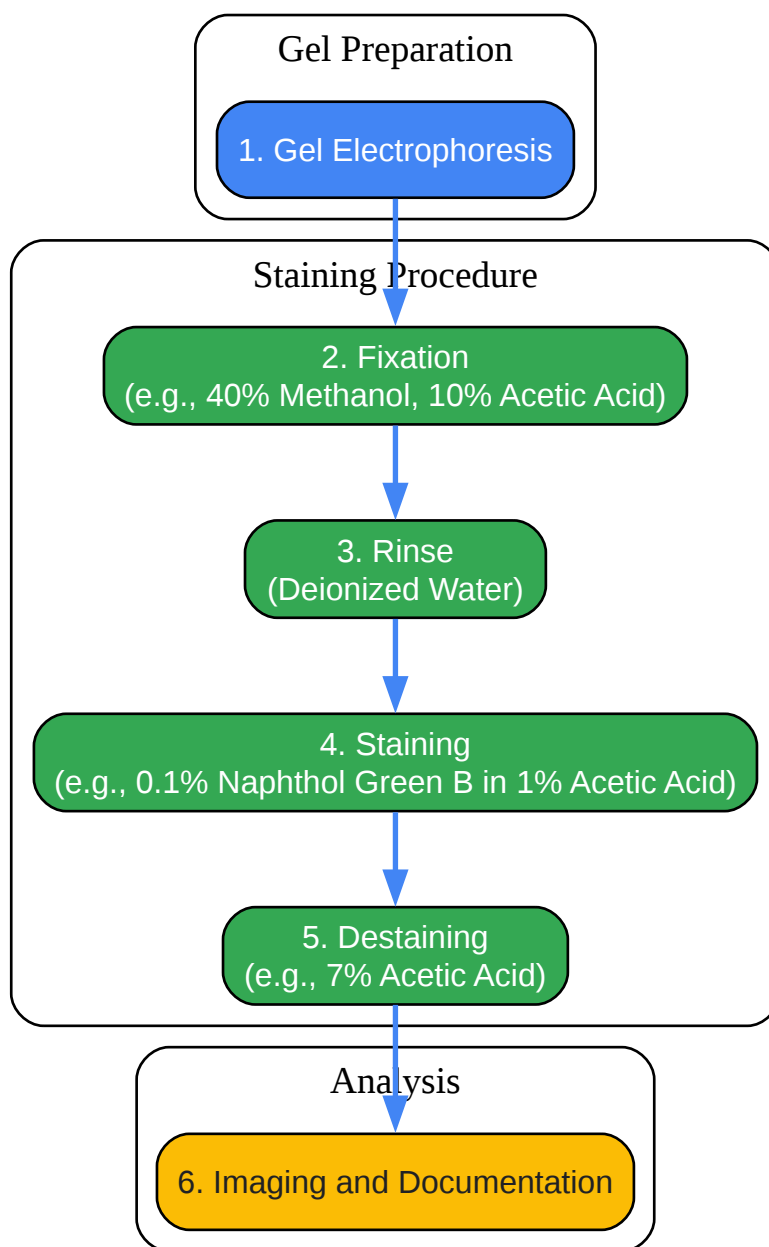 Gel Preparation
1. Gel Electrophoresis
Staining Procedure
2. Fixation
(e.g., 40% Methanol, 10% Acetic Acid)
3. Rinse
(Deionized Water)
4. Staining
(e.g., 0.1% Naphthol Green B in 1% Acetic Acid)
5. Destaining
(e.g., 7% Acetic Acid)
Analysis
6. Imaging and Documentation